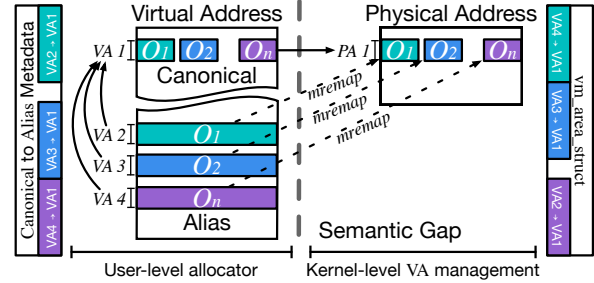 Virtual Address
Physical Address
Canonical to Alias Metadata
VA2 → VA1
VA3 → VA1
VA4 → VA1
VA 1
O1
O2
On
Canonical
PA 1
O1
O2
On
mremap
mremap
mremap
VA 2
O1
VA 3
O2
VA 4
On
Alias
Semantic Gap
VA4 → VA1
VA3 → VA1
VA2 → VA1
vm_area_struct
User-level allocator
Kernel-level VA management